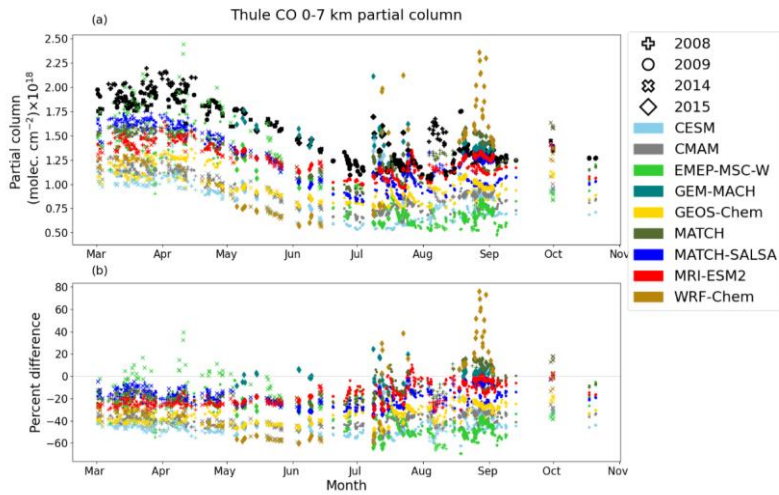 Thule CO 0-7 km partial column
(a)
Partial column
(molec. cm⁻²)×10¹⁸
2.50
2.25
2.00
1.75
1.50
1.25
1.00
0.75
0.50
Mar Apr May Jun Jul Aug Sep Oct Nov
2008
2009
2014
2015
CESM
CMAM
EMEP-MSC-W
GEM-MACH
GEOS-Chem
MATCH
MATCH-SALSA
MRI-ESM2
WRF-Chem
(b)
Percent difference
80
60
40
20
0
−20
−40
−60
Mar Apr May Jun Jul Aug Sep Oct Nov
Month